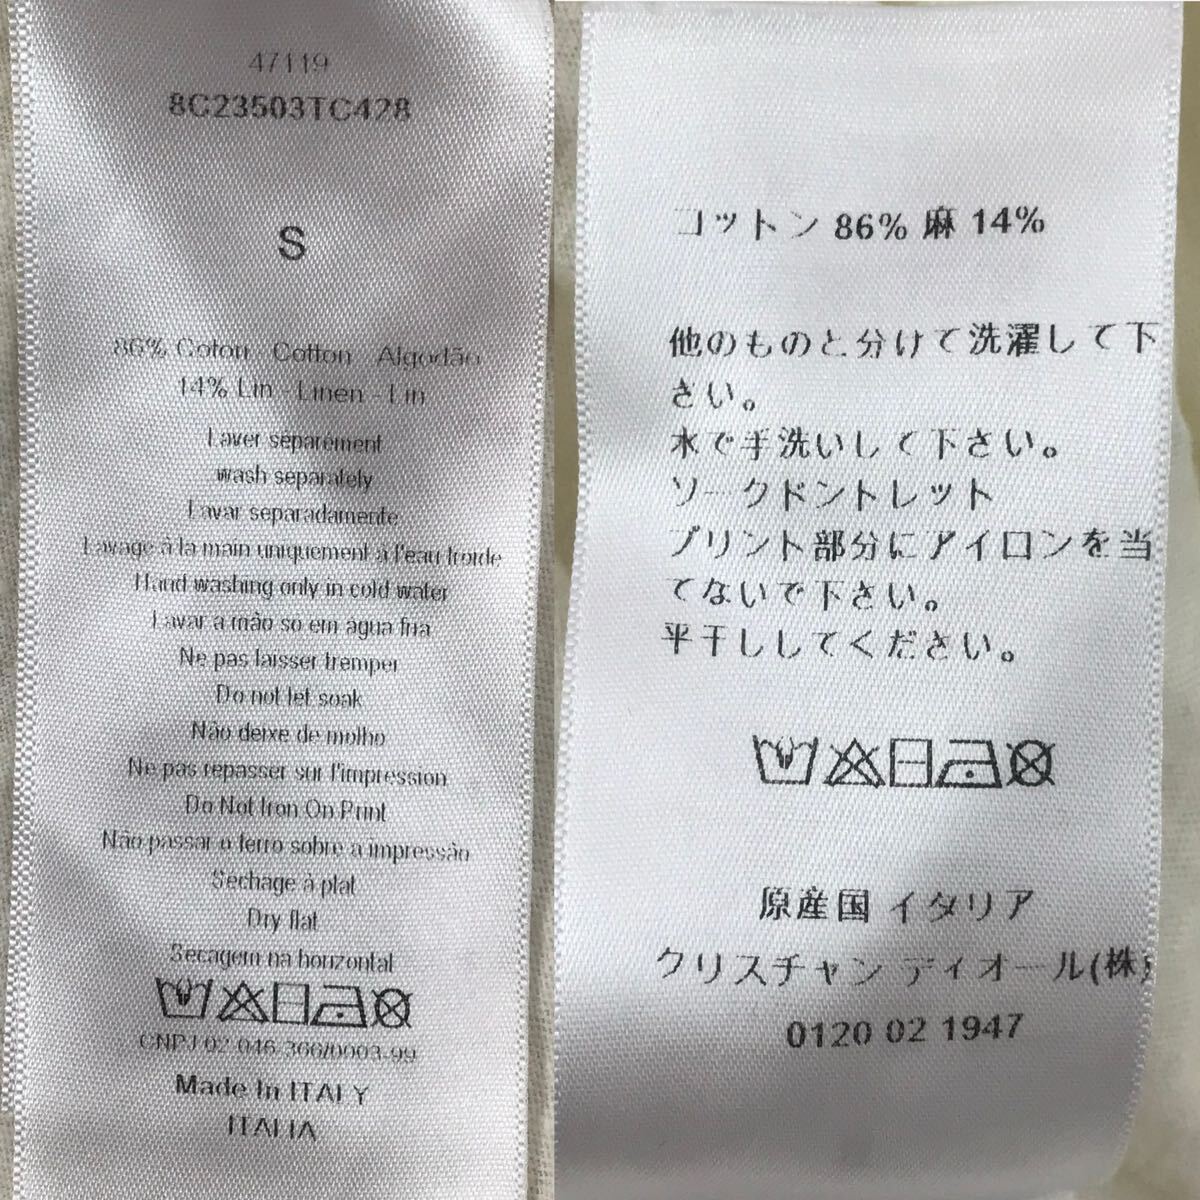 47119
8C23503TC428
S
86% Coton - Cotton - Algodão
14% Lin - Linen - Lin
Laver séparément
wash separately
Lavar separadamente
Lavage à la main uniquement à l'eau froide
Hand washing only in cold water
Lavar a mão so em àgua fria
Ne pas laisser tremper
Do not let soak
Não deixe de molho
Ne pas repasser sur l'impression
Do Not Iron On Print
Não passar o ferro sobre a impressão
Sechage à plat
Dry flat
Secagem na horizontal
CNPJ 02.046.366/0003-99
Made In ITALY
ITALIA
コットン 86% 麻 14%
他のものと分けて洗濯して下
さい。
水で手洗いして下さい。
ソークドントレット
プリント部分にアイロンを当
てないで下さい。
平干ししてください。
原産国 イタリア
クリスチャン ディオール(株)
0120 02 1947